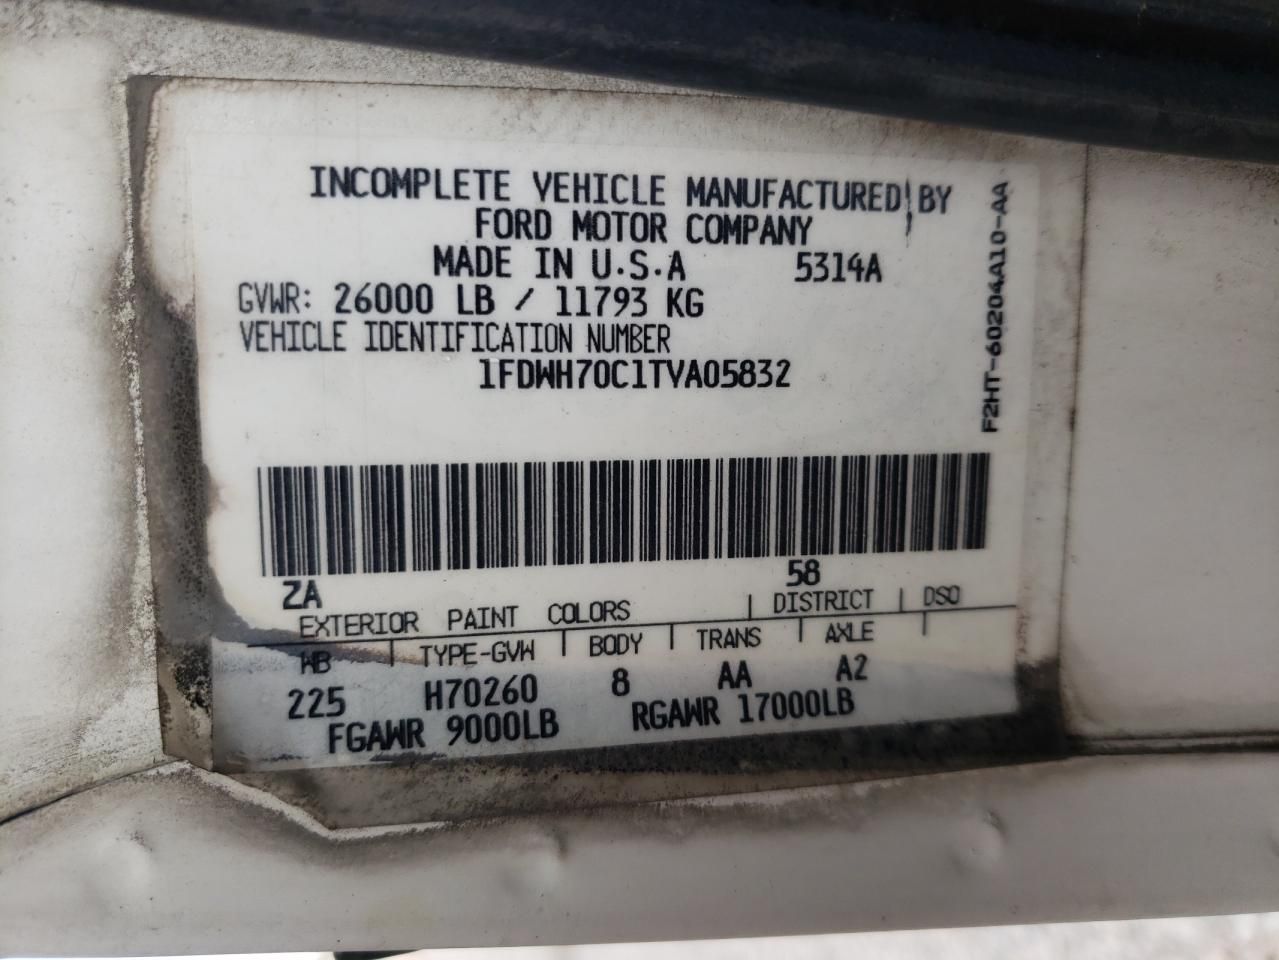 INCOMPLETE VEHICLE MANUFACTURED BY
FORD MOTOR COMPANY
MADE IN U.S.A 5314A
GVWR: 26000 LB / 11793 KG
VEHICLE IDENTIFICATION NUMBER
1FDWH70C1TVA05832
F2HT-60204A10-AA
ZA 58
EXTERIOR PAINT COLORS | DISTRICT | DSO
WB | TYPE-GVW | BODY | TRANS | AXLE |
225 H70260 8 AA A2
FGAWR 9000LB RGAWR 17000LB